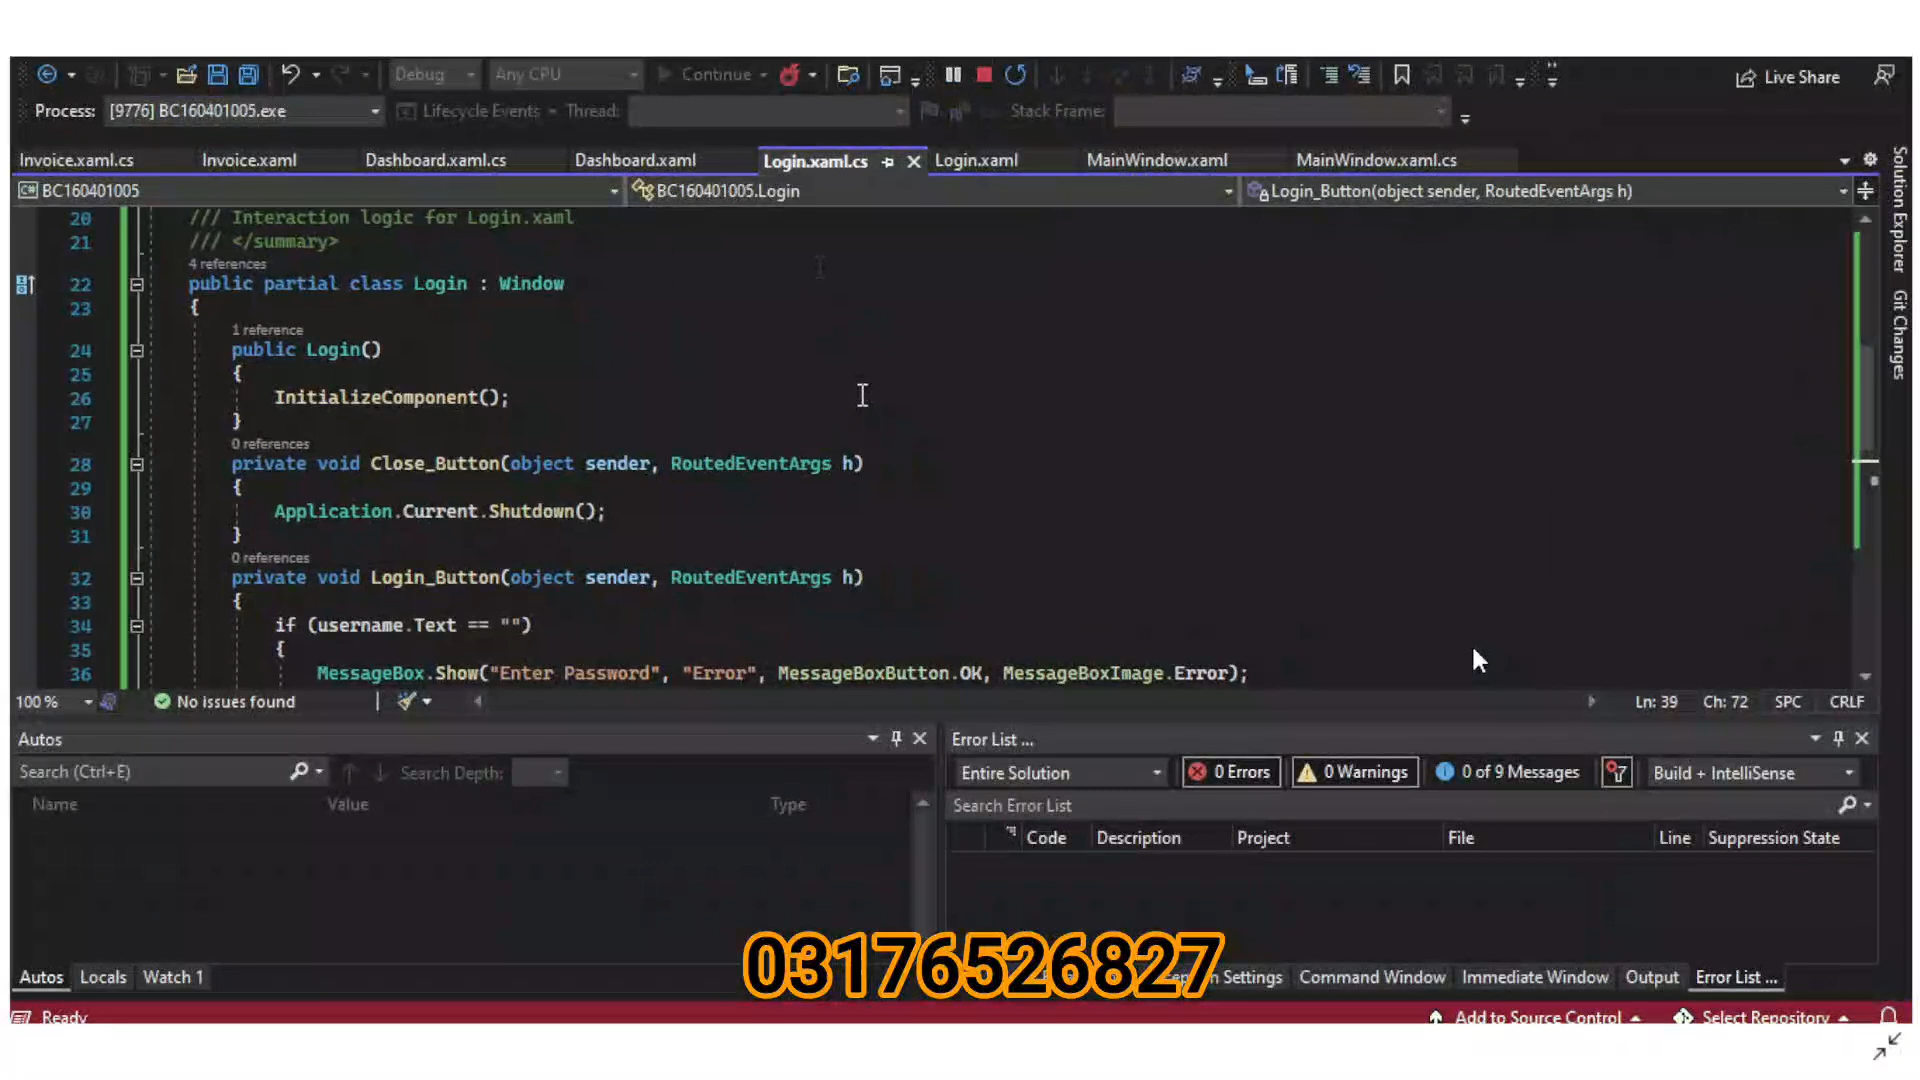 Debug Any CPU Continue Live Share
Process: [9776] BC160401005.exe Lifecycle Events Thread: Stack Frame:
Invoice.xaml.cs Invoice.xaml Dashboard.xaml.cs Dashboard.xaml Login.xaml.cs Login.xaml MainWindow.xaml MainWindow.xaml.cs
BC160401005 BC160401005.Login Login_Button(object sender, RoutedEventArgs h)
Solution Explorer
Git Changes
20 /// Interaction logic for Login.xaml
21 /// </summary>
4 references
22 public partial class Login : Window
23 {
1 reference
24 public Login()
25 {
26 InitializeComponent();
27 }
0 references
28 private void Close_Button(object sender, RoutedEventArgs h)
29 {
30 Application.Current.Shutdown();
31 }
0 references
32 private void Login_Button(object sender, RoutedEventArgs h)
33 {
34 if (username.Text == "")
35 {
36 MessageBox.Show("Enter Password", "Error", MessageBoxButton.OK, MessageBoxImage.Error);
100 % No issues found Ln: 39 Ch: 72 SPC CRLF
Autos
Search (Ctrl+E) Search Depth:
Name Value Type
Error List ...
Entire Solution 0 Errors 0 Warnings 0 of 9 Messages Build + IntelliSense
Search Error List
Code Description Project File Line Suppression State
03176526827
Autos Locals Watch 1 Settings Command Window Immediate Window Output Error List ...
Ready Add to Source Control Select Repository